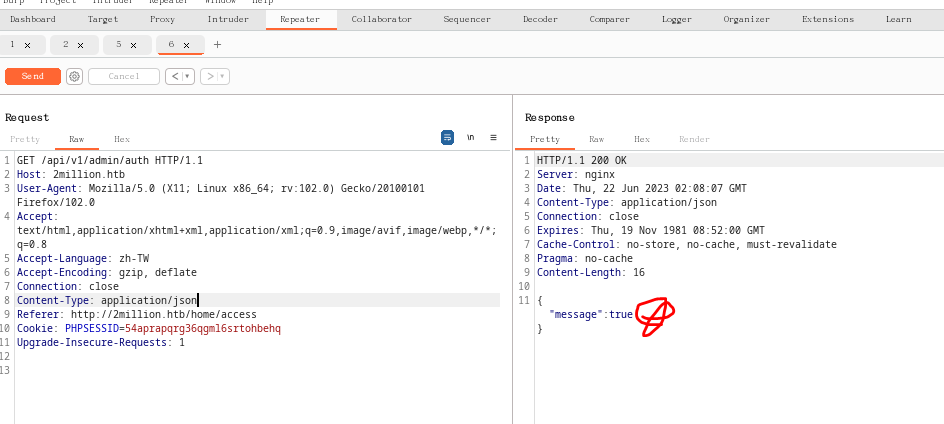 Burp Project Intruder Repeater Window Help
Dashboard Target Proxy Intruder Repeater Collaborator Sequencer Decoder Comparer Logger Organizer Extensions Learn
1 × 2 × 5 × 6 × +
Send Cancel < ▾ > ▾
Request
Pretty Raw Hex \n ≡
1 GET /api/v1/admin/auth HTTP/1.1
2 Host: 2million.htb
3 User-Agent: Mozilla/5.0 (X11; Linux x86_64; rv:102.0) Gecko/20100101
Firefox/102.0
4 Accept:
text/html,application/xhtml+xml,application/xml;q=0.9,image/avif,image/webp,*/*;
q=0.8
5 Accept-Language: zh-TW
6 Accept-Encoding: gzip, deflate
7 Connection: close
8 Content-Type: application/json
9 Referer: http://2million.htb/home/access
10 Cookie: PHPSESSID=54aprapqrg36qgml6srtohbehq
11 Upgrade-Insecure-Requests: 1
12
13
Response
Pretty Raw Hex Render
1 HTTP/1.1 200 OK
2 Server: nginx
3 Date: Thu, 22 Jun 2023 02:08:07 GMT
4 Content-Type: application/json
5 Connection: close
6 Expires: Thu, 19 Nov 1981 08:52:00 GMT
7 Cache-Control: no-store, no-cache, must-revalidate
8 Pragma: no-cache
9 Content-Length: 16
10
11 {
"message":true
}